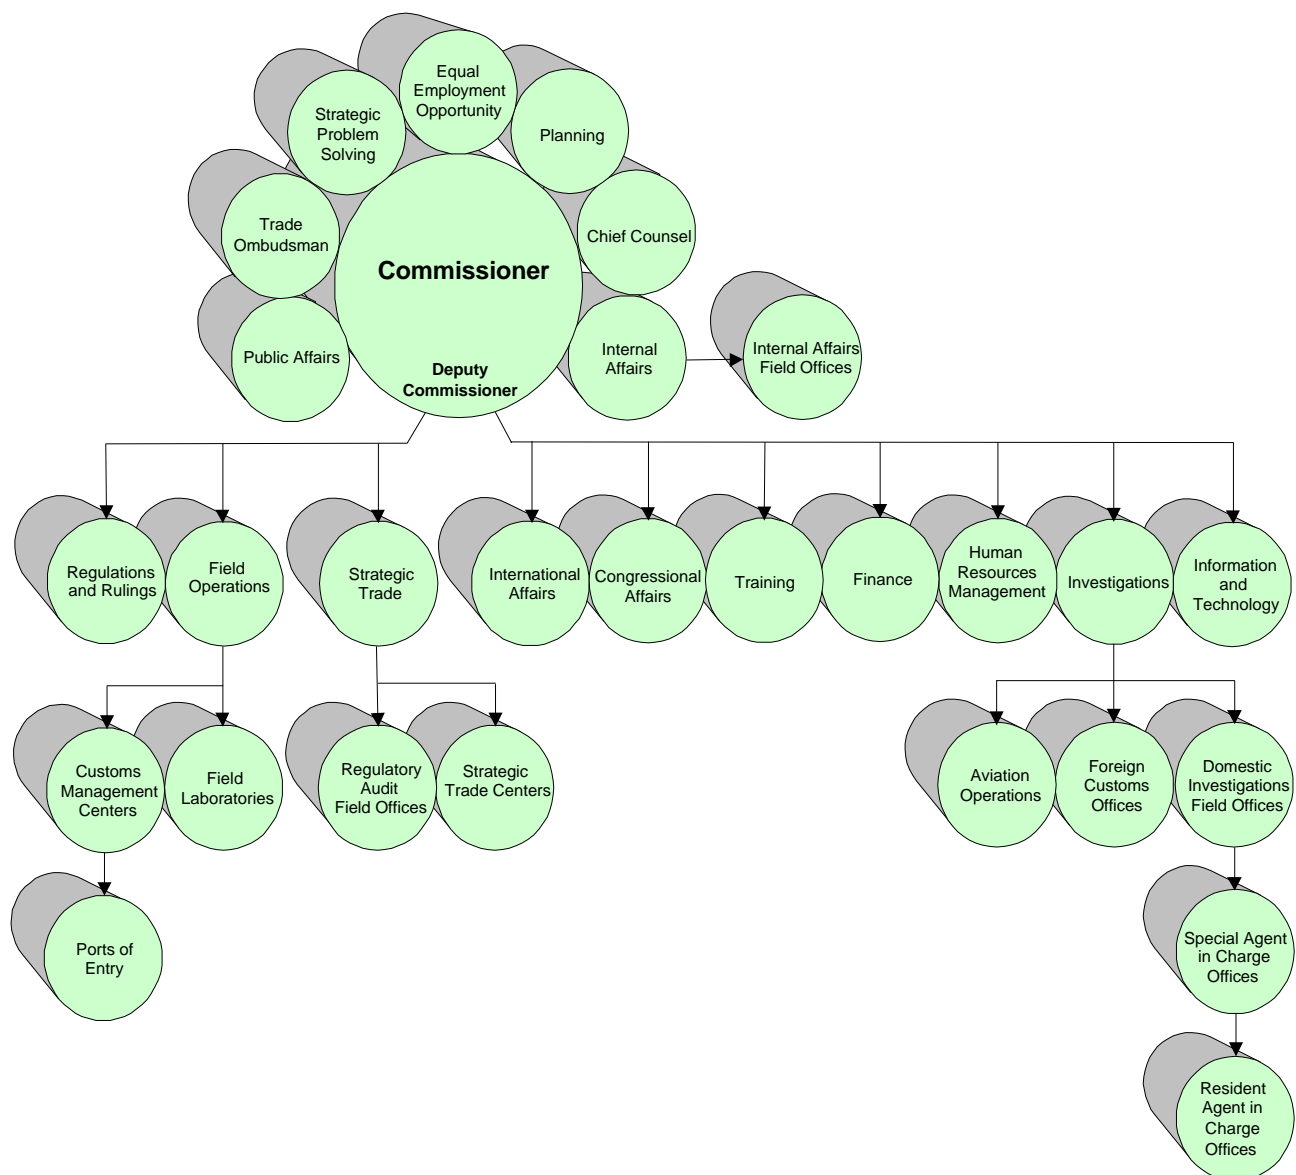 Equal
Employment
Opportunity
Strategic
Problem
Solving
Planning
Trade
Ombudsman
Chief Counsel
Commissioner
Public Affairs
Deputy
Commissioner
Internal
Affairs
Internal Affairs
Field Offices
Regulations
and Rulings
Field
Operations
Strategic
Trade
International
Affairs
Congressional
Affairs
Training
Finance
Human
Resources
Management
Investigations
Information
and
Technology
Customs
Management
Centers
Field
Laboratories
Regulatory
Audit
Field Offices
Strategic
Trade Centers
Aviation
Operations
Foreign
Customs
Offices
Domestic
Investigations
Field Offices
Ports of
Entry
Special Agent
in Charge
Offices
Resident
Agent in
Charge
Offices